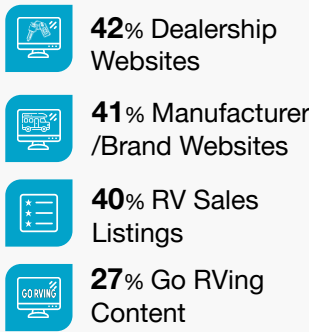 42% Dealership
Websites
41% Manufacturer
/Brand Websites
40% RV Sales
Listings
GO RVING
27% Go RVing
Content